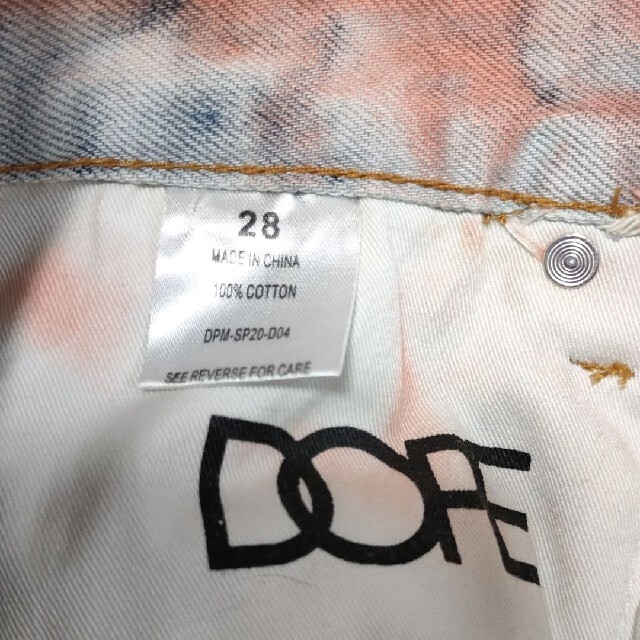 28
MADE IN CHINA
100% COTTON
DPM-SP20-D04
SEE REVERSE FOR CARE
DOPE